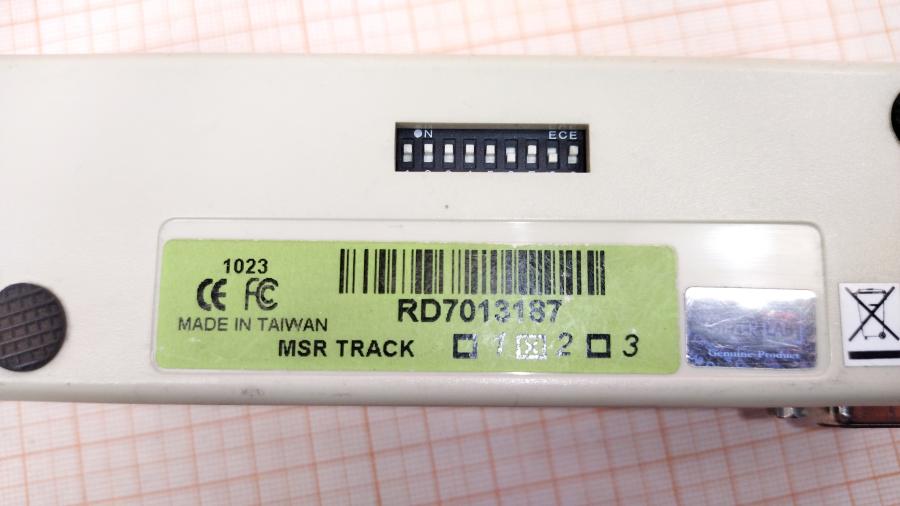 ON ECE
1023
CE FC
RD7013187
MADE IN TAIWAN
MSR TRACK 1 2 3
Genuine Product